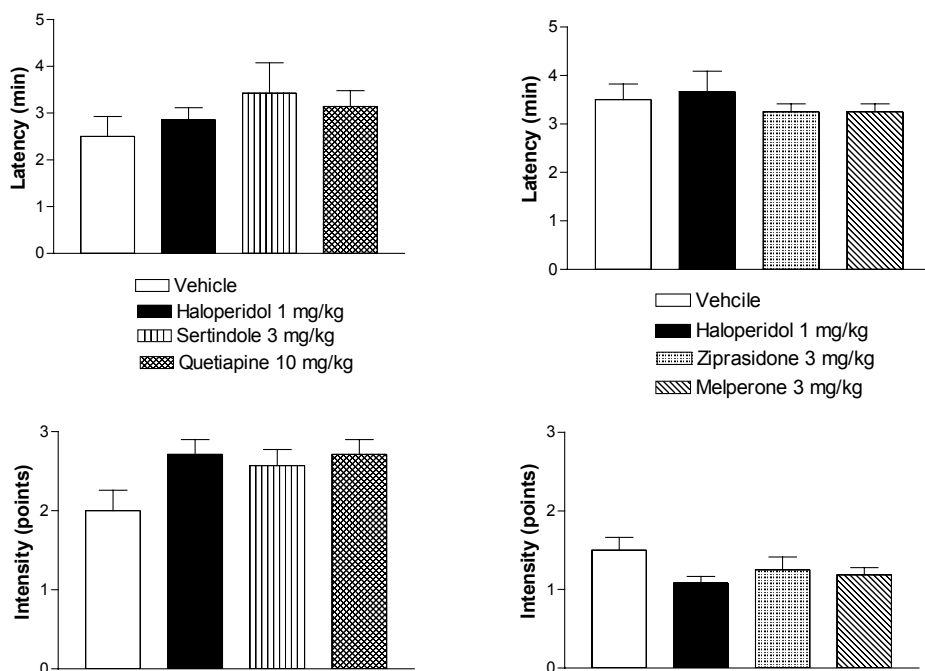 5
4
3
2
1
0
Latency (min)
Vehicle
Haloperidol 1 mg/kg
Sertindole 3 mg/kg
Quetiapine 10 mg/kg
5
4
3
2
1
0
Latency (min)
Vehcile
Haloperidol 1 mg/kg
Ziprasidone 3 mg/kg
Melperone 3 mg/kg
3
2
1
0
Intensity (points)
3
2
1
0
Intensity (points)